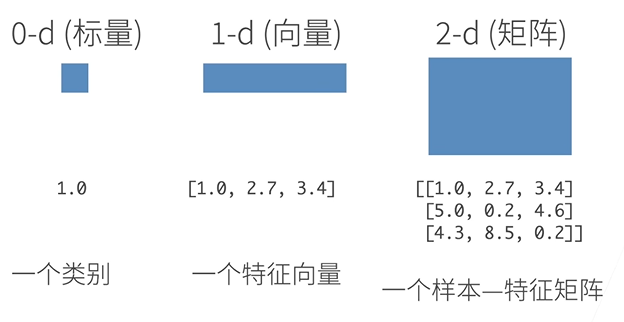 0-d (标量)
1-d (向量)
2-d (矩阵)
1.0
[1.0, 2.7, 3.4]
[[1.0, 2.7, 3.4]
[5.0, 0.2, 4.6]
[4.3, 8.5, 0.2]]
一个类别
一个特征向量
一个样本—特征矩阵